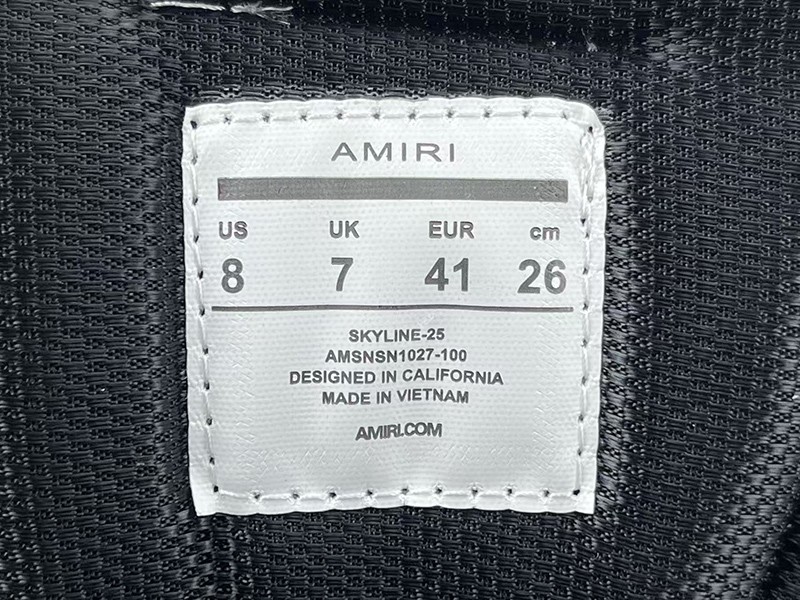 AMIRI
US UK EUR cm
8 7 41 26
SKYLINE-25
AMSNSN1027-100
DESIGNED IN CALIFORNIA
MADE IN VIETNAM
AMIRI.COM